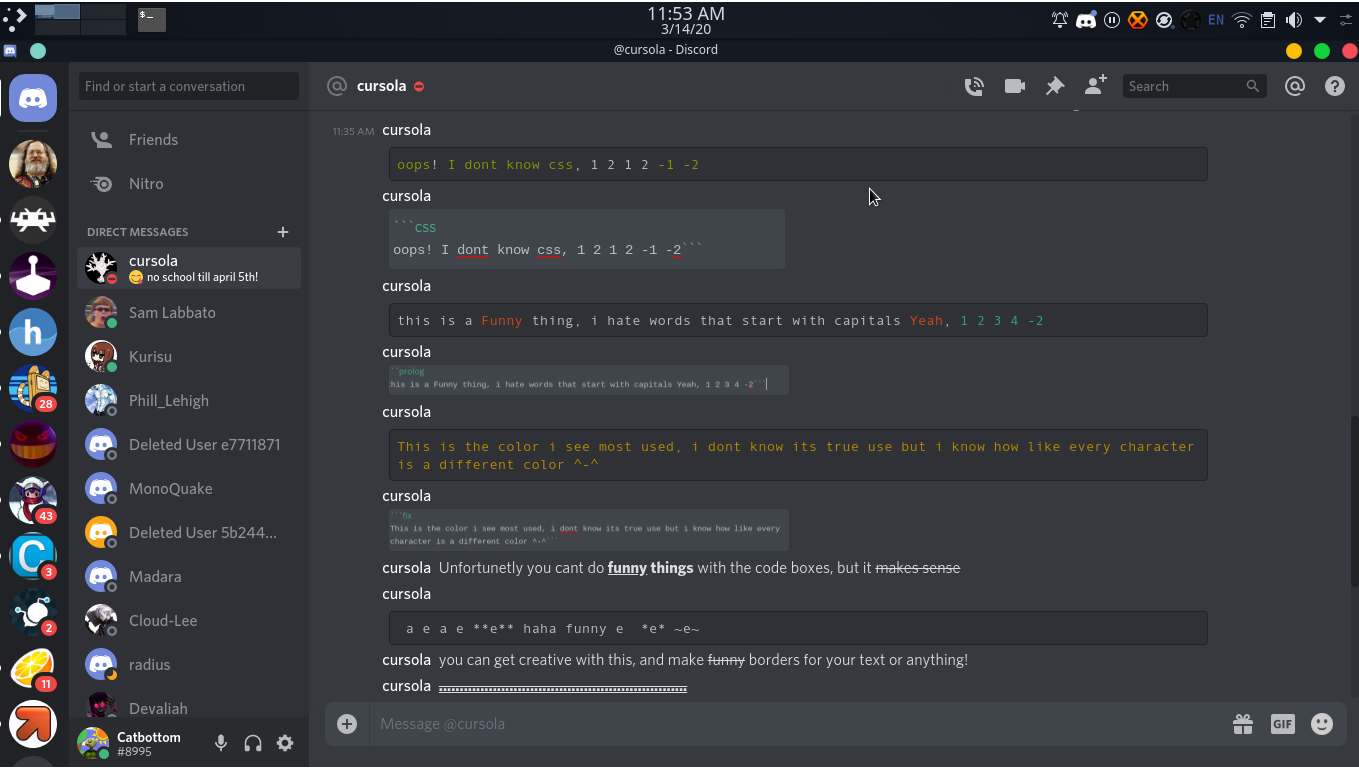 11:53 AM
3/14/20
EN
@cursola - Discord
Find or start a conversation
Friends
Nitro
DIRECT MESSAGES
cursola
😋 no school till april 5th!
Sam Labbato
Kurisu
Phill_Lehigh
Deleted User e7711871
MonoQuake
Deleted User 5b244...
Madara
Cloud-Lee
radius
Devaliah
28
43
3
2
11
Catbottom
#8995
@ cursola
Search
11:35 AM cursola
oops! I dont know css, 1 2 1 2 -1 -2
cursola
```css
oops! I dont know css, 1 2 1 2 -1 -2```
cursola
this is a Funny thing, i hate words that start with capitals Yeah, 1 2 3 4 -2
cursola
```prolog
this is a Funny thing, i hate words that start with capitals Yeah, 1 2 3 4 -2```
cursola
This is the color i see most used, i dont know its true use but i know how like every character
is a different color ^-^
cursola
```fix
This is the color i see most used, i dont know its true use but i know how like every
character is a different color ^-^```
cursola Unfortunetly you cant do funny things with the code boxes, but it makes sense
cursola
a e a e **e** haha funny e  *e* ~e~
cursola you can get creative with this, and make funny borders for your text or anything!
cursola
Message @cursola
GIF